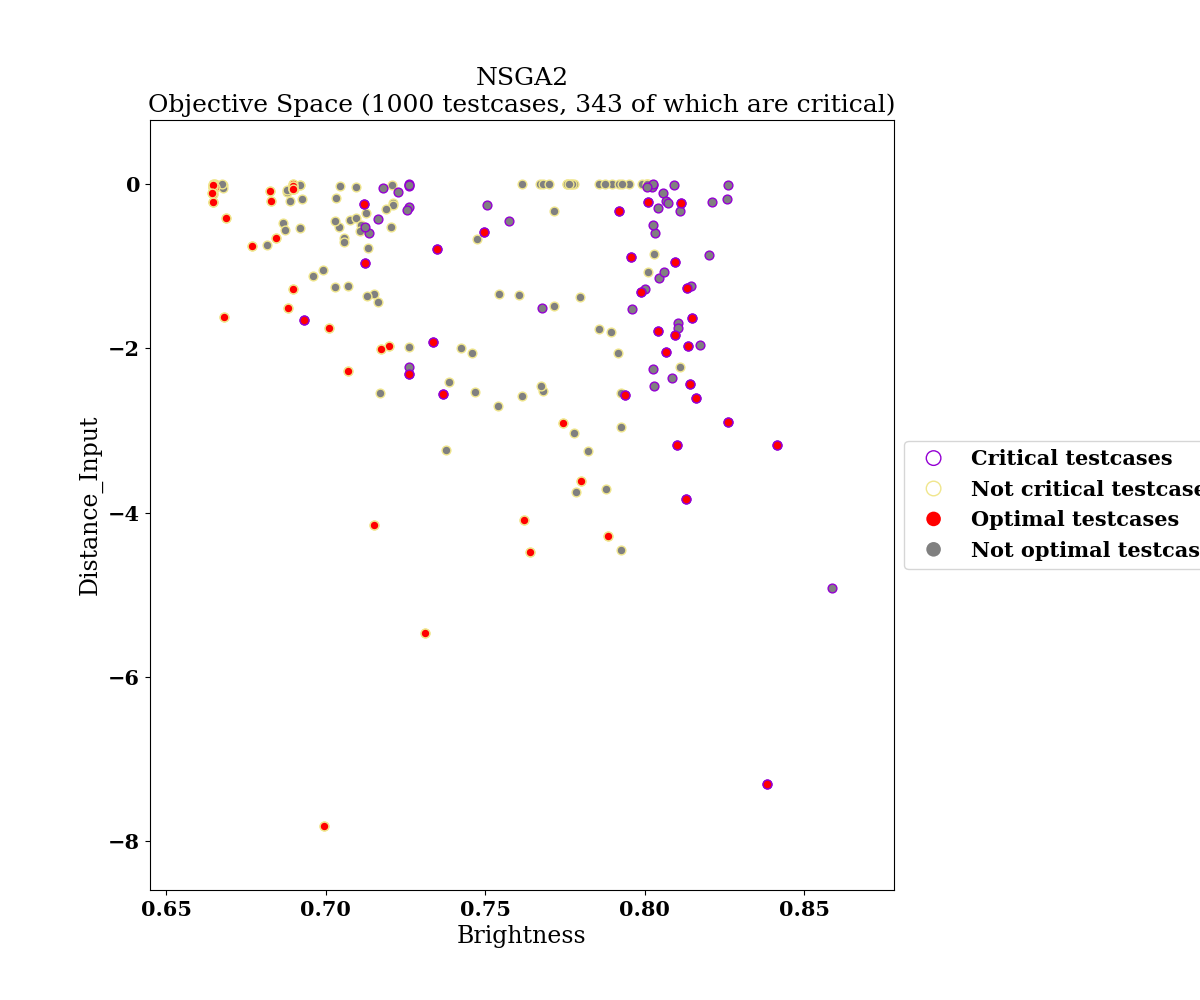 NSGA2
Objective Space (1000 testcases, 343 of which are critical)
0
−2
−4
−6
−8
Distance_Input
0.65 0.70 0.75 0.80 0.85
Brightness
Critical testcases
Not critical testcase
Optimal testcases
Not optimal testcas